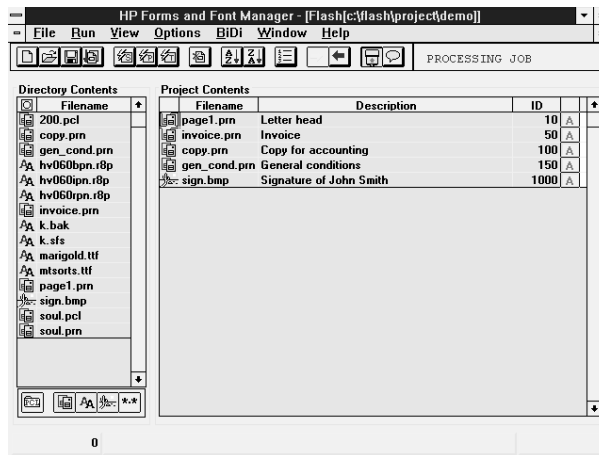 HP Forms and Font Manager - [Flash[c:\flash\project\demo]]
File Run View Options BiDi Window Help
PROCESSING JOB
Directory Contents
Filename
200.pcl
copy.prn
gen_cond.prn
hv060bpn.r8p
hv060ipn.r8p
hv060rpn.r8p
invoice.prn
k.bak
k.sfs
marigold.ttf
mtsorts.ttf
page1.prn
sign.bmp
soul.pcl
soul.prn
PCL AA *.*
Project Contents
Filename Description ID
page1.prn Letter head 10 A
invoice.prn Invoice 50 A
copy.prn Copy for accounting 100 A
gen_cond.prn General conditions 150 A
sign.bmp Signature of John Smith 1000 A
0